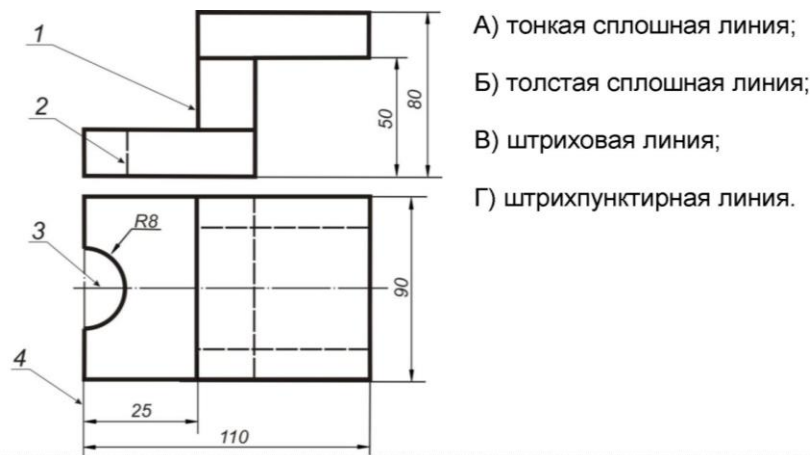 1
2
50
80
3
R8
90
4
25
110
А) тонкая сплошная линия;
Б) толстая сплошная линия;
В) штриховая линия;
Г) штрихпунктирная линия.